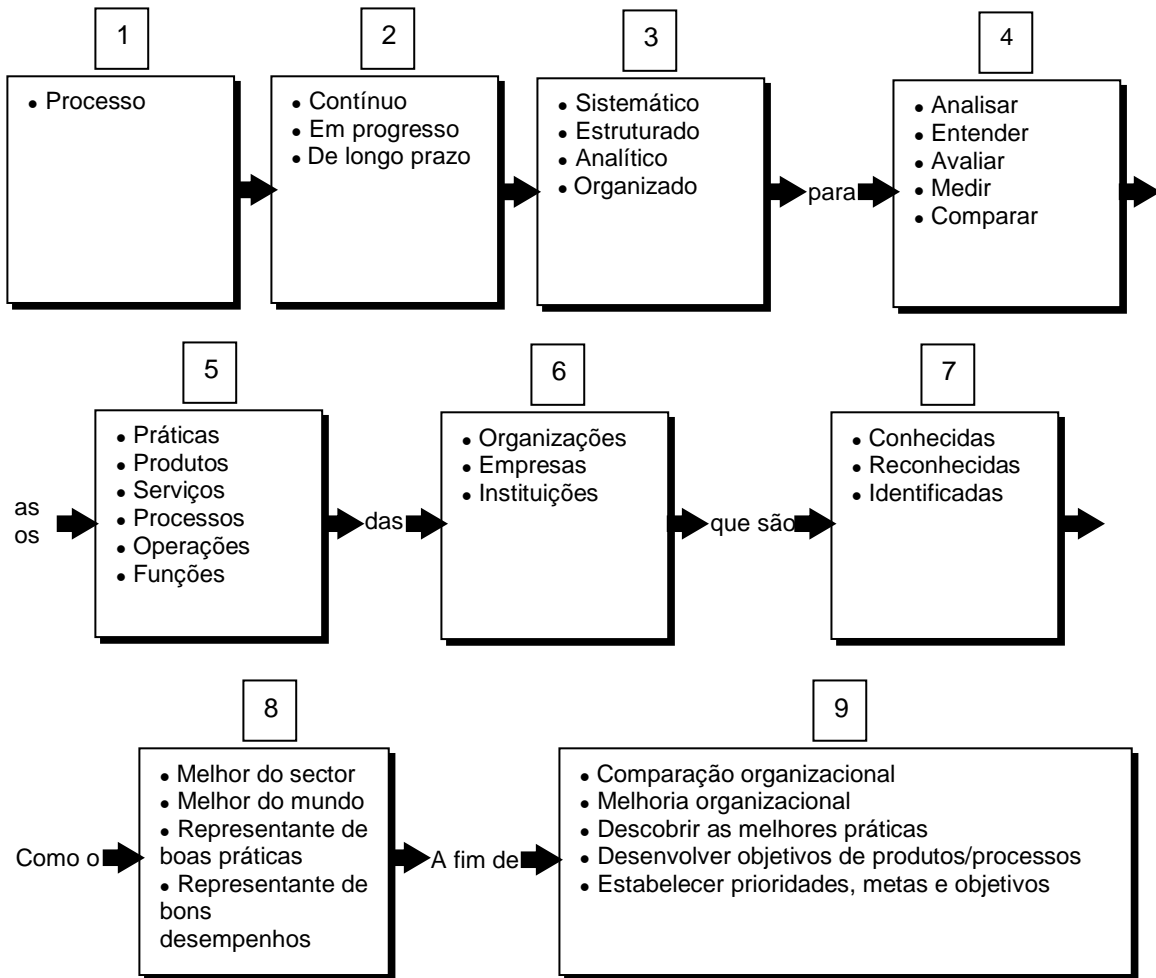 1
• Processo
2
• Contínuo
• Em progresso
• De longo prazo
3
• Sistemático
• Estruturado
• Analítico
• Organizado
para
4
• Analisar
• Entender
• Avaliar
• Medir
• Comparar
as
os
5
• Práticas
• Produtos
• Serviços
• Processos
• Operações
• Funções
das
6
• Organizações
• Empresas
• Instituições
que são
7
• Conhecidas
• Reconhecidas
• Identificadas
Como o
8
• Melhor do sector
• Melhor do mundo
• Representante de
boas práticas
• Representante de
bons
desempenhos
A fim de
9
• Comparação organizacional
• Melhoria organizacional
• Descobrir as melhores práticas
• Desenvolver objetivos de produtos/processos
• Estabelecer prioridades, metas e objetivos